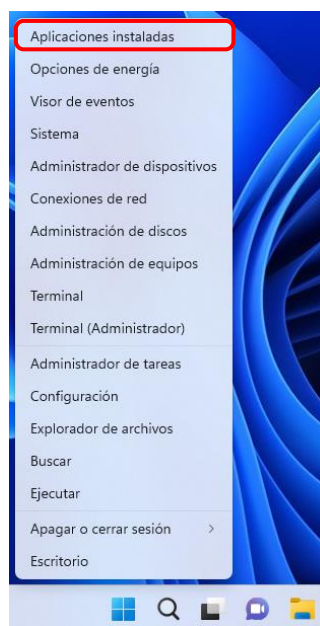 Aplicaciones instaladas
Opciones de energía
Visor de eventos
Sistema
Administrador de dispositivos
Conexiones de red
Administración de discos
Administración de equipos
Terminal
Terminal (Administrador)
Administrador de tareas
Configuración
Explorador de archivos
Buscar
Ejecutar
Apagar o cerrar sesión
Escritorio